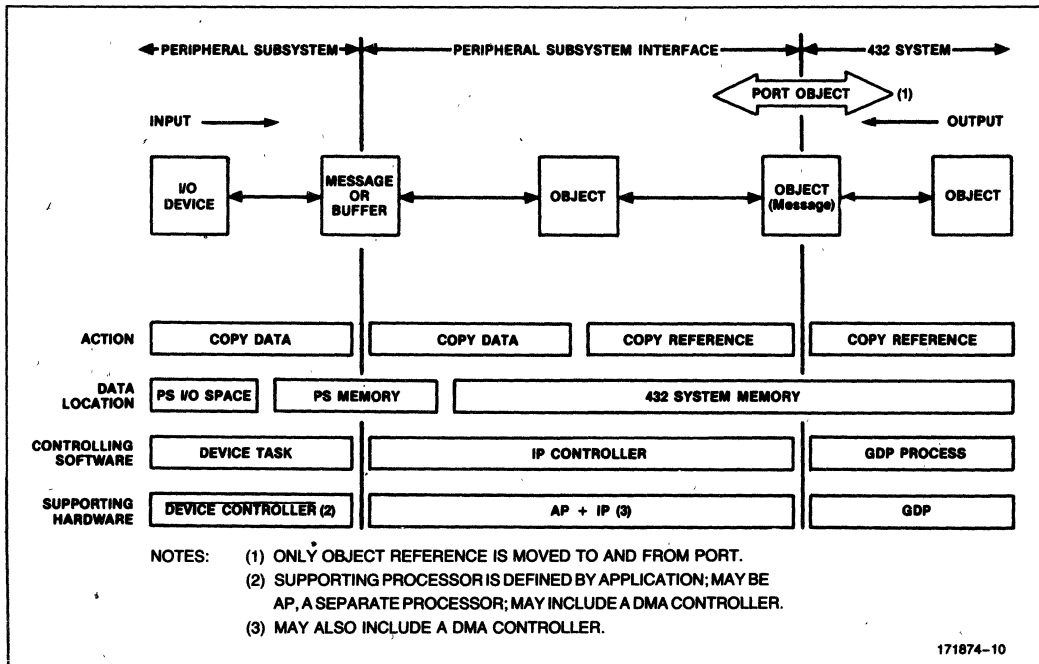 PERIPHERAL SUBSYSTEM
PERIPHERAL SUBSYSTEM INTERFACE
432 SYSTEM
PORT OBJECT
(1)
INPUT
OUTPUT
I/O
DEVICE
MESSAGE
OR
BUFFER
OBJECT
OBJECT
(Message)
OBJECT
ACTION
COPY DATA
COPY DATA
COPY REFERENCE
COPY REFERENCE
DATA
LOCATION
PS I/O SPACE
PS MEMORY
432 SYSTEM MEMORY
CONTROLLING
SOFTWARE
DEVICE TASK
IP CONTROLLER
GDP PROCESS
SUPPORTING
HARDWARE
DEVICE CONTROLLER (2)
AP + IP (3)
GDP
NOTES: (1) ONLY OBJECT REFERENCE IS MOVED TO AND FROM PORT.
(2) SUPPORTING PROCESSOR IS DEFINED BY APPLICATION; MAY BE
AP, A SEPARATE PROCESSOR; MAY INCLUDE A DMA CONTROLLER.
(3) MAY ALSO INCLUDE A DMA CONTROLLER.
171874–10